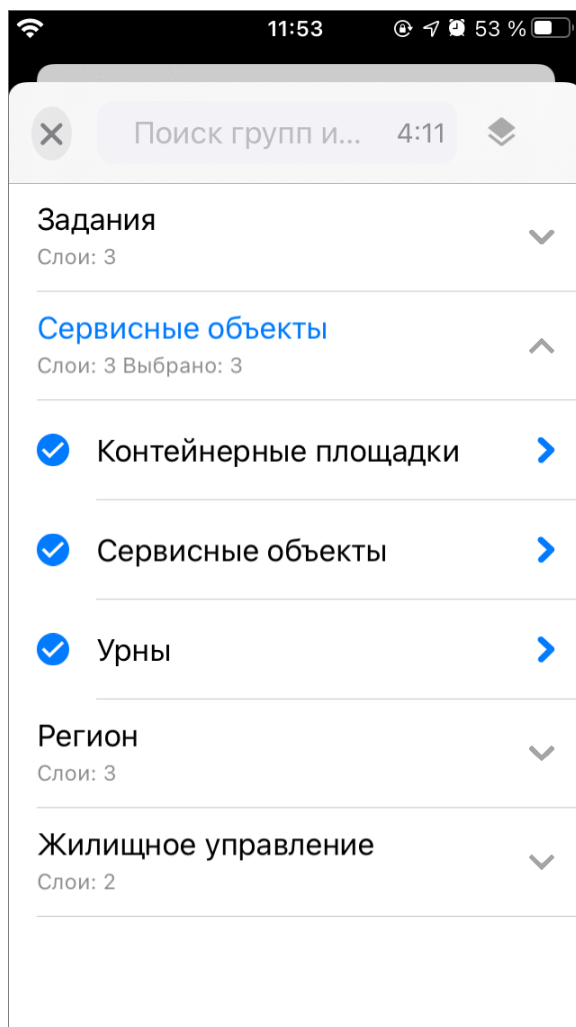 11:53 53 %
Поиск групп и... 4:11
Задания
Слои: 3
Сервисные объекты
Слои: 3 Выбрано: 3
Контейнерные площадки
Сервисные объекты
Урны
Регион
Слои: 3
Жилищное управление
Слои: 2